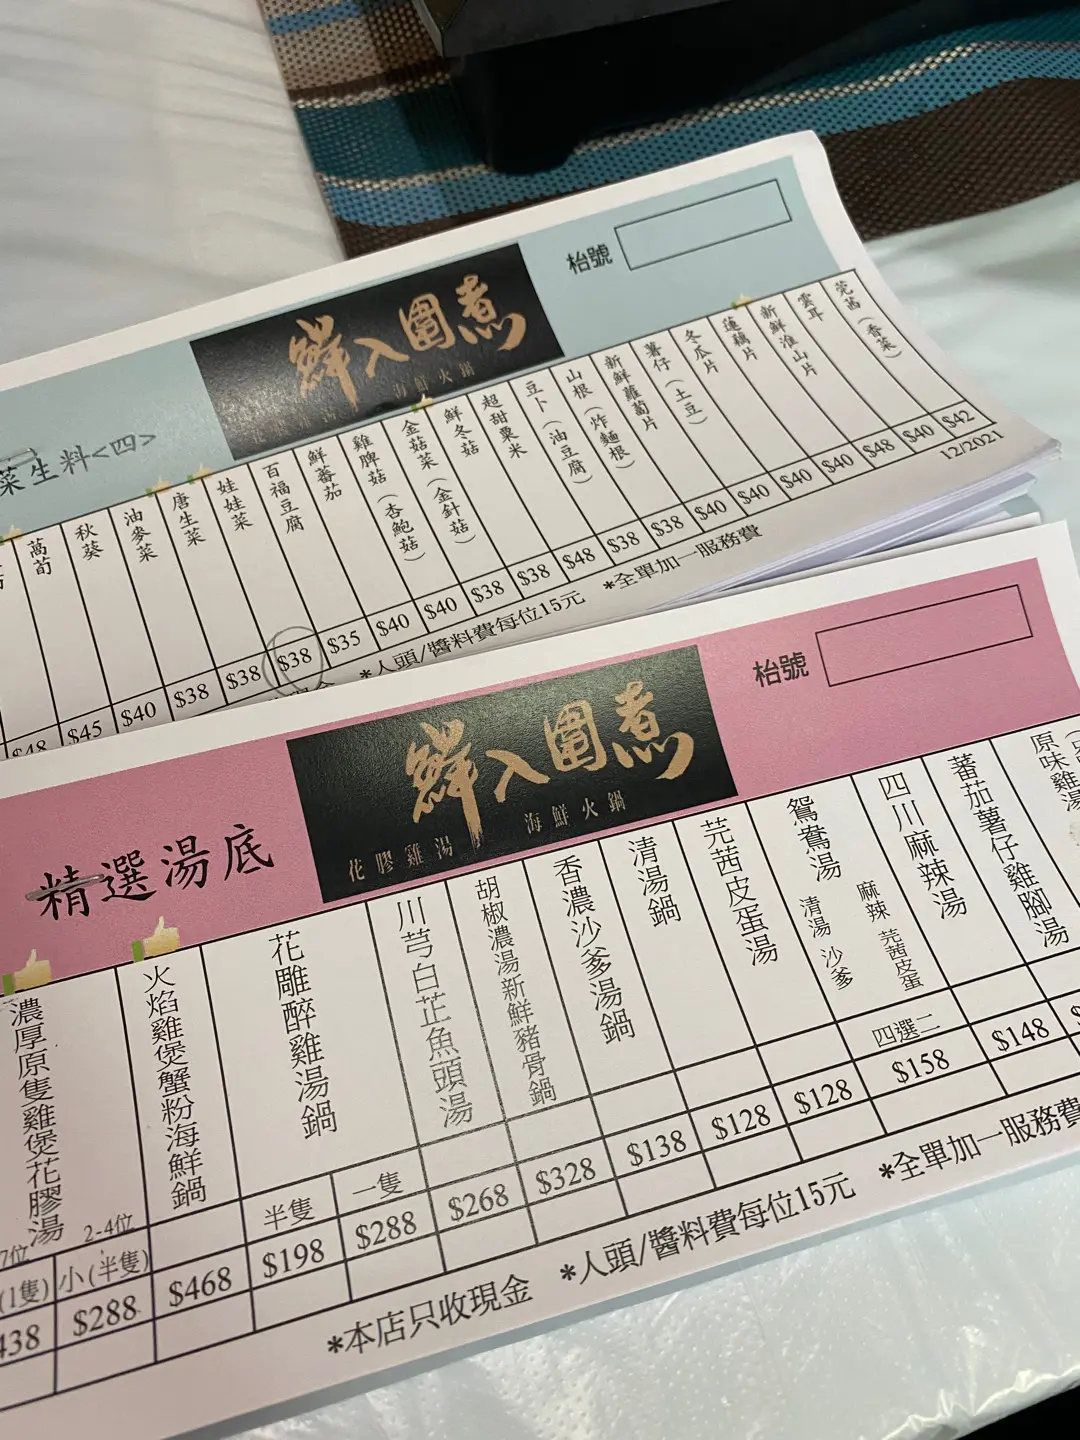 枱號
鮮入圍煮
海鮮火鍋
菜生料<四>
萵筍
秋葵
油麥菜
唐生菜
娃娃菜
百福豆腐
鮮番茄
雞脾菇(杏鮑菇)
金菇菜(金針菇)
鮮冬菇
超甜粟米
豆卜(油豆腐)
山根(炸麵根)
新鮮蘿蔔片
薯仔(土豆)
冬瓜片
蓮藕片
新鮮淮山片
雲耳
芫茜(香菜)
$48 $45 $40 $38 $38 $38 $35 $40 $40 $38 $38 $48 $38 $38 $40 $40 $40 $40 $48 $40 $42
12/2021
*人頭/醬料費每位15元 *全單加一服務費
枱號
鮮入圍煮
花膠雞湯 海鮮火鍋
精選湯底
濃厚原隻雞煲花膠湯
2-4位
(1隻)
小(半隻)
$288
火焰雞煲蟹粉海鮮鍋
$468
花雕醉雞湯鍋
半隻
$198
一隻
$288
川芎白芷魚頭湯
$268
胡椒濃湯新鮮豬骨鍋
$328
香濃沙爹湯鍋
$138
清湯鍋
$128
芫茜皮蛋湯
$128
鴛鴦湯
清湯 沙爹
麻辣 芫茜皮蛋
四選二
$158
四川麻辣湯
$148
蕃茄薯仔雞腳湯
原味雞湯
*本店只收現金 *人頭/醬料費每位15元 *全單加一服務費